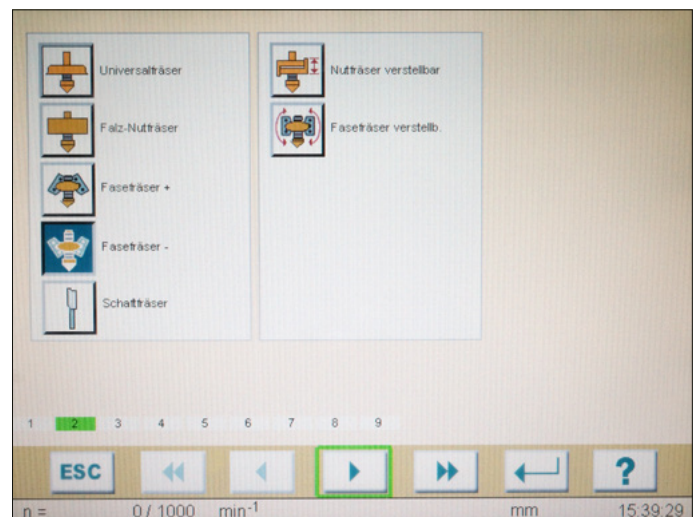 Universalfräser
Falz-Nutfräser
Fasefräser +
Fasefräser -
Schaftfräser
Nutfräser verstellbar
Fasefräser verstellb.
1 2 3 4 5 6 7 8 9
ESC ?
n = 0 / 1000 min-1 mm 15:39:29